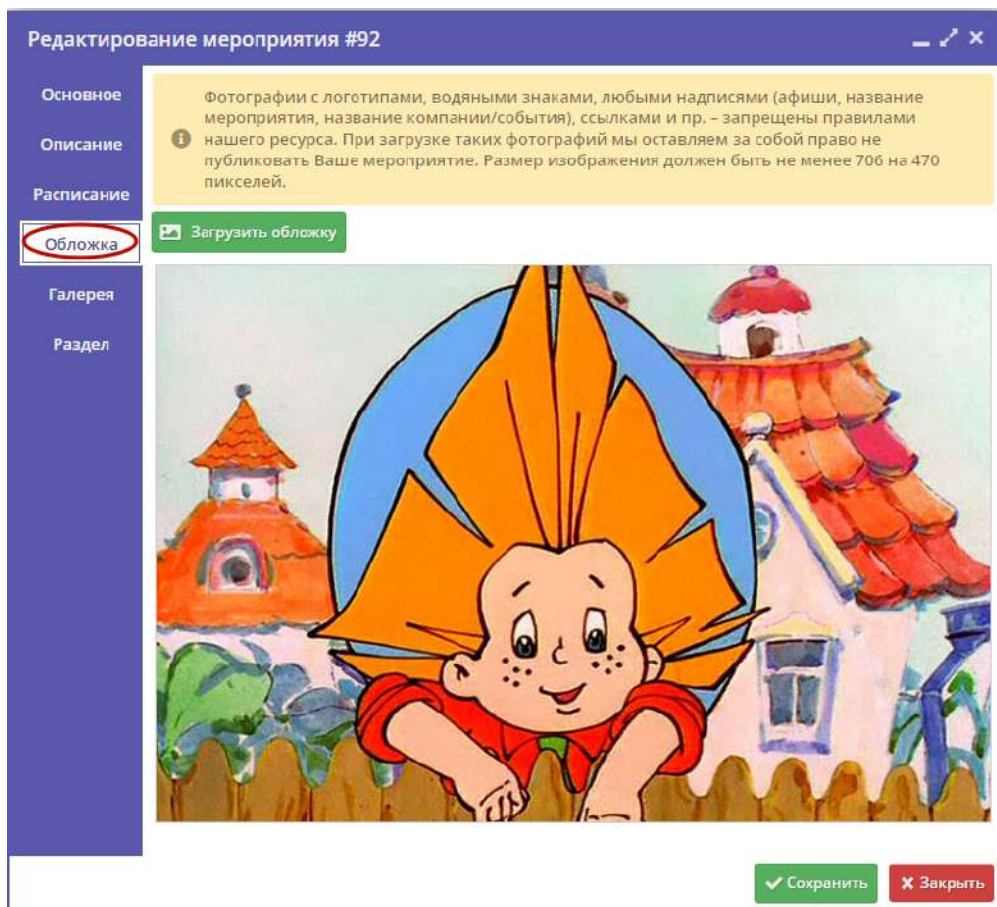 Редактирование мероприятия #92
Основное
Описание
Расписание
Обложка
Галерея
Раздел
Фотографии с логотипами, водяными знаками, любыми надписями (афиши, название
мероприятия, название компании/события), ссылками и пр. – запрещены правилами
нашего ресурса. При загрузке таких фотографий мы оставляем за собой право не
публиковать Ваше мероприятие. Размер изображения должен быть не менее 706 на 470
пикселей.
Загрузить обложку
Сохранить
Закрыть